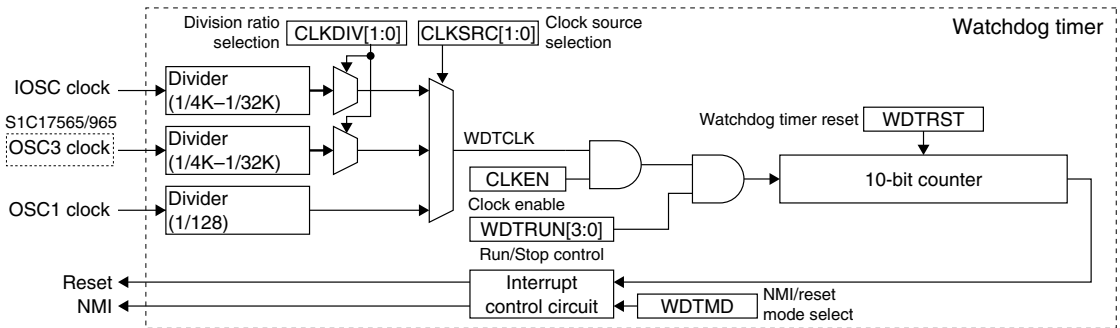 Watchdog timer
Division ratio
selection
CLKDIV[1:0]
CLKSRC[1:0]
Clock source
selection
IOSC clock
Divider
(1/4K–1/32K)
S1C17565/965
OSC3 clock
Divider
(1/4K–1/32K)
OSC1 clock
Divider
(1/128)
WDTCLK
CLKEN
Clock enable
WDTRUN[3:0]
Run/Stop control
Watchdog timer reset
WDTRST
10-bit counter
Reset
NMI
Interrupt
control circuit
WDTMD
NMI/reset
mode select